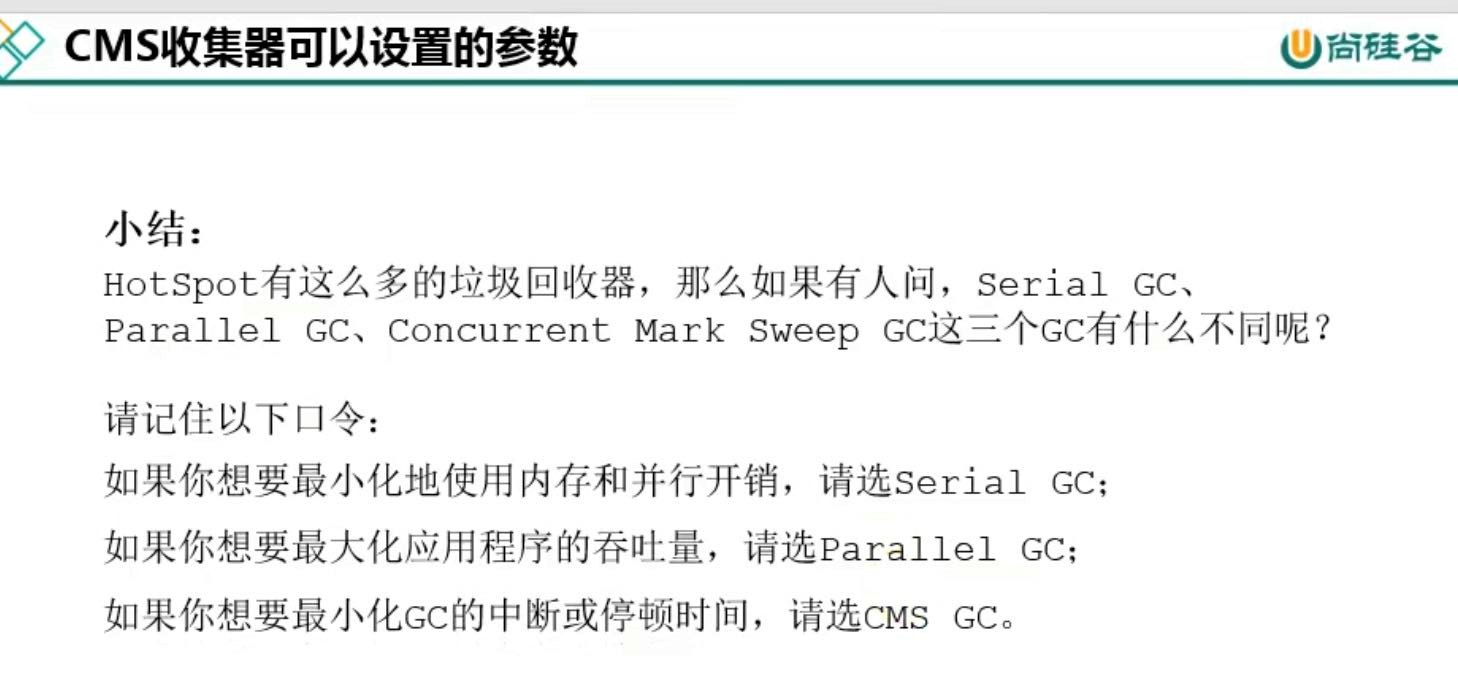 CMS收集器可以设置的参数
尚硅谷
小结：
HotSpot有这么多的垃圾回收器，那么如果有人问，Serial GC、
Parallel GC、Concurrent Mark Sweep GC这三个GC有什么不同呢？
请记住以下口令：
如果你想要最小化地使用内存和并行开销，请选Serial GC；
如果你想要最大化应用程序的吞吐量，请选Parallel GC；
如果你想要最小化GC的中断或停顿时间，请选CMS GC。